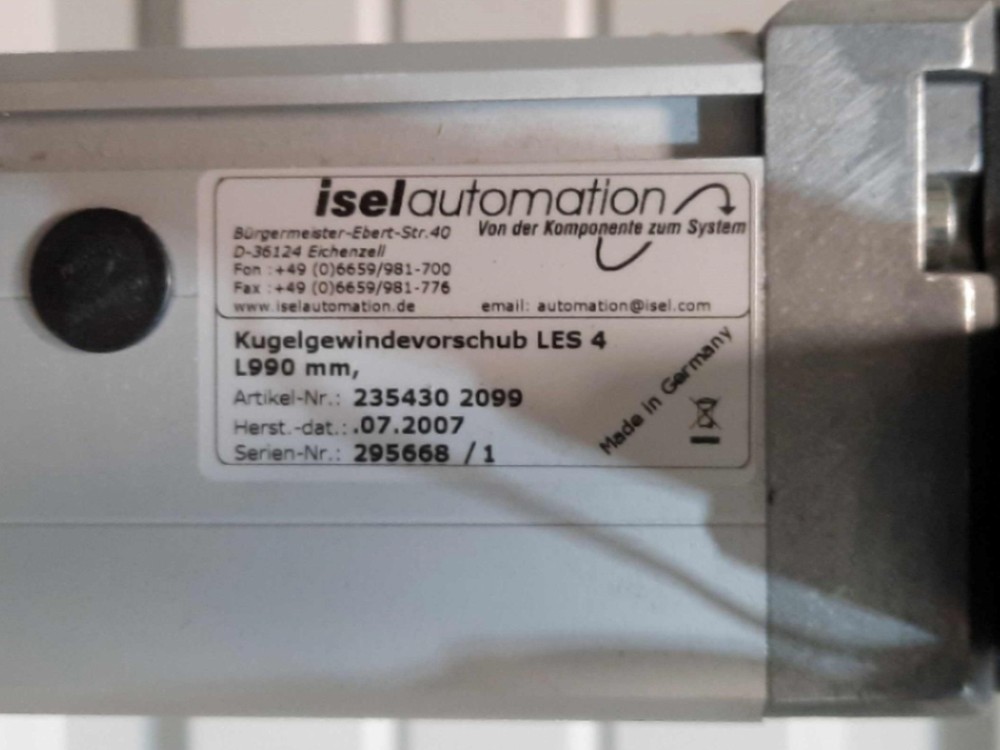 iselautomation
Von der Komponente zum System
Bürgermeister-Ebert-Str.40
D-36124 Eichenzell
Fon :+49 (0)6659/981-700
Fax :+49 (0)6659/981-776
www.iselautomation.de email: automation@isel.com
Kugelgewindevorschub LES 4
L990 mm,
Artikel-Nr.: 235430 2099
Herst.-dat.: .07.2007
Serien-Nr.: 295668 / 1
Made in Germany